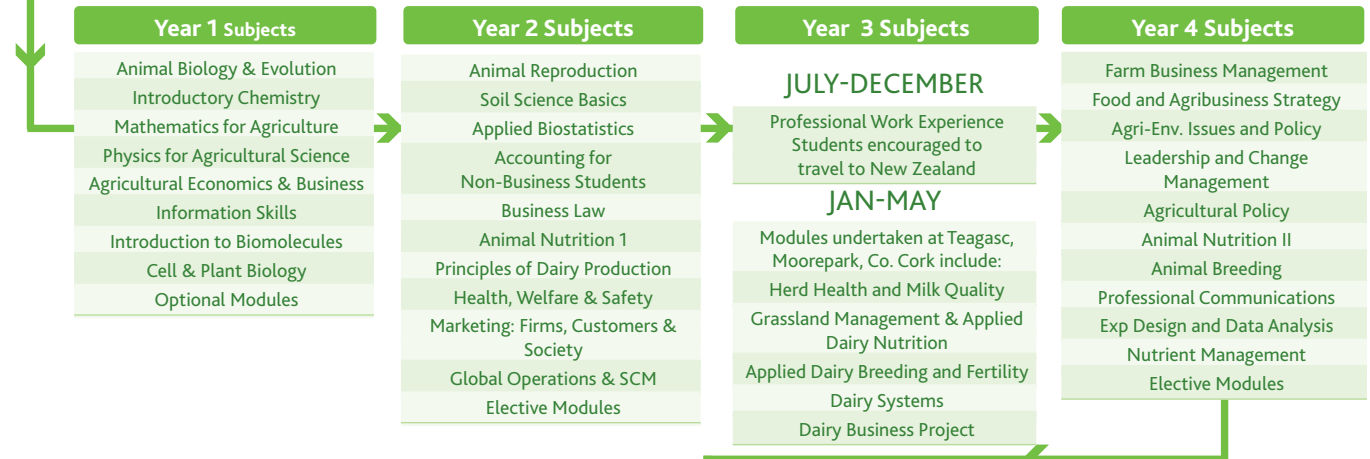 Year 1 Subjects
Animal Biology & Evolution
Introductory Chemistry
Mathematics for Agriculture
Physics for Agricultural Science
Agricultural Economics & Business
Information Skills
Introduction to Biomolecules
Cell & Plant Biology
Optional Modules
Year 2 Subjects
Animal Reproduction
Soil Science Basics
Applied Biostatistics
Accounting for
Non-Business Students
Business Law
Animal Nutrition 1
Principles of Dairy Production
Health, Welfare & Safety
Marketing: Firms, Customers &
Society
Global Operations & SCM
Elective Modules
Year 3 Subjects
JULY-DECEMBER
Professional Work Experience
Students encouraged to
travel to New Zealand
JAN-MAY
Modules undertaken at Teagasc,
Moorepark, Co. Cork include:
Herd Health and Milk Quality
Grassland Management & Applied
Dairy Nutrition
Applied Dairy Breeding and Fertility
Dairy Systems
Dairy Business Project
Year 4 Subjects
Farm Business Management
Food and Agribusiness Strategy
Agri-Env. Issues and Policy
Leadership and Change
Management
Agricultural Policy
Animal Nutrition II
Animal Breeding
Professional Communications
Exp Design and Data Analysis
Nutrient Management
Elective Modules